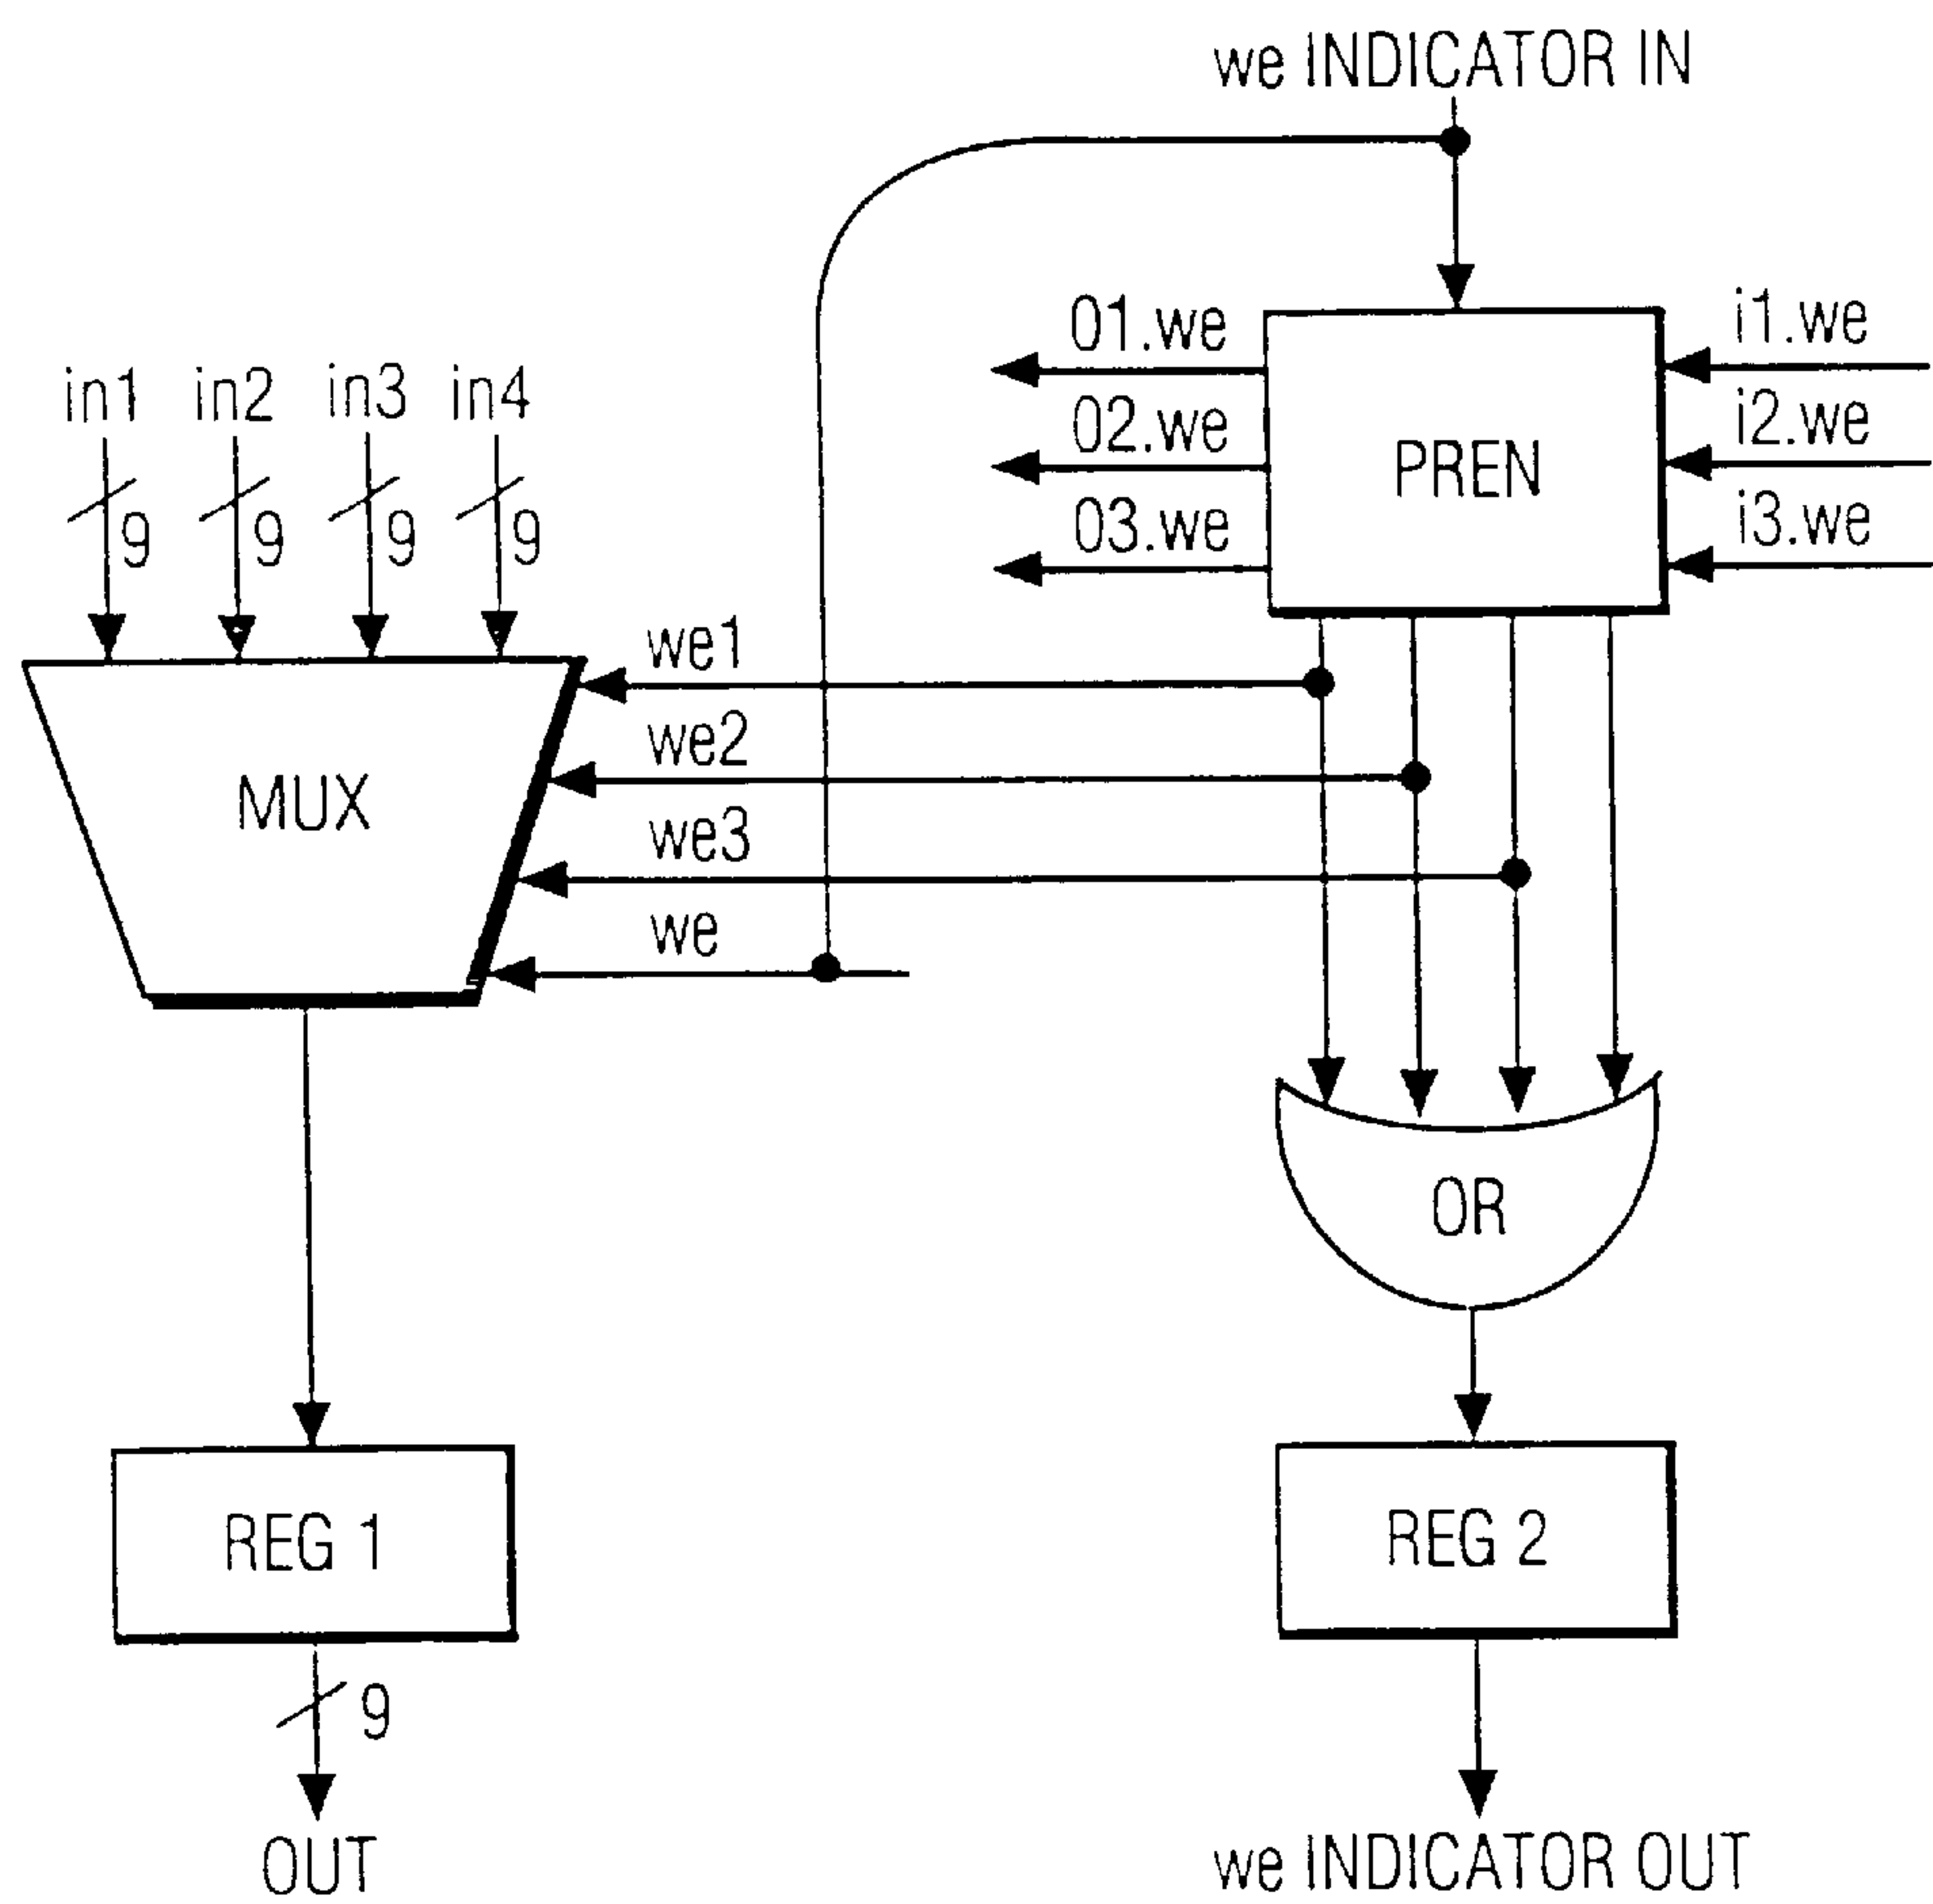 we INDICATOR IN
01.we
i1.we
02.we
i2.we
03.we
i3.we
PREN
in1 in2 in3 in4
9 9 9 9
we1
we2
we3
we
MUX
OR
REG 1
REG 2
9
OUT
we INDICATOR OUT